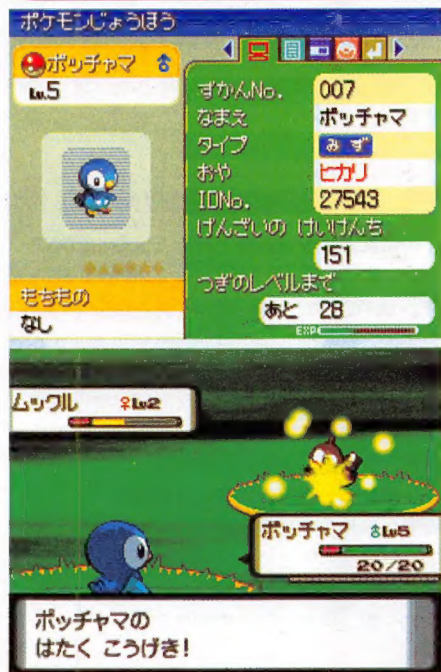 ポケモンじょうほう
ポッチャマ ♂
Lv.5
もちもの
なし
ずかんNo. 007
なまえ ポッチャマ
タイプ みず
おや ヒカリ
IDNo. 27543
げんざいの けいけんち
151
つぎのレベルまで
あと 28
EXP
ムックル ♀Lv2
ポッチャマ ♂Lv5
20/20
ポッチャマの
はたく こうげき!